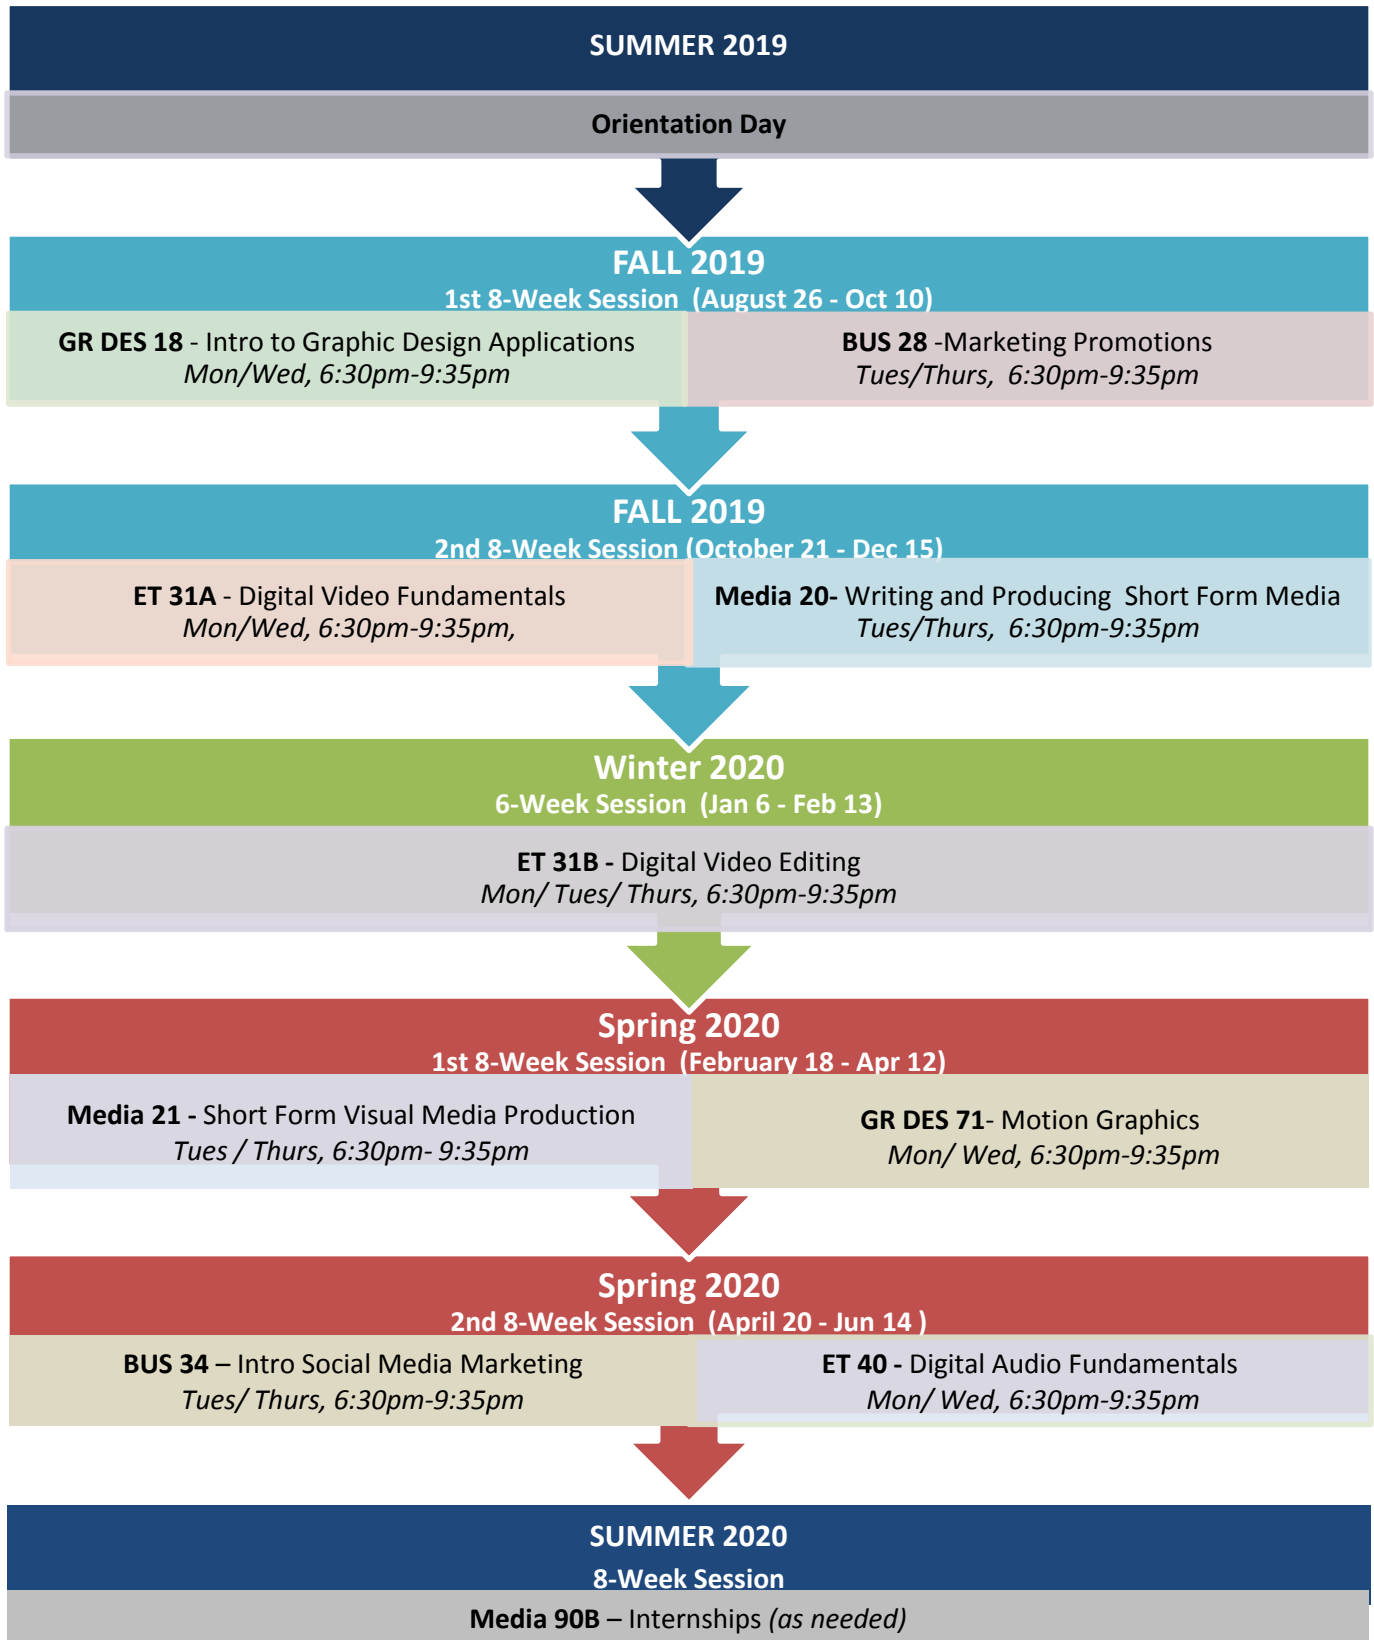 SUMMER 2019
Orientation Day
FALL 2019
1st 8-Week Session  (August 26 - Oct 10)
GR DES 18 - Intro to Graphic Design Applications
Mon/Wed, 6:30pm-9:35pm
BUS 28 -Marketing Promotions
Tues/Thurs,  6:30pm-9:35pm
FALL 2019
2nd 8-Week Session (October 21 - Dec 15)
ET 31A - Digital Video Fundamentals
Mon/Wed, 6:30pm-9:35pm,
Media 20- Writing and Producing  Short Form Media
Tues/Thurs,  6:30pm-9:35pm
Winter 2020
6-Week Session  (Jan 6 - Feb 13)
ET 31B - Digital Video Editing
Mon/ Tues/ Thurs, 6:30pm-9:35pm
Spring 2020
1st 8-Week Session  (February 18 - Apr 12)
Media 21 - Short Form Visual Media Production
Tues / Thurs, 6:30pm- 9:35pm
GR DES 71- Motion Graphics
Mon/ Wed, 6:30pm-9:35pm
Spring 2020
2nd 8-Week Session  (April 20 - Jun 14 )
BUS 34 – Intro Social Media Marketing
Tues/ Thurs, 6:30pm-9:35pm
ET 40 - Digital Audio Fundamentals
Mon/ Wed, 6:30pm-9:35pm
SUMMER 2020
8-Week Session
Media 90B – Internships (as needed)